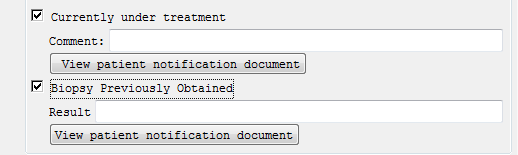 Currently under treatment
Comment:
View patient notification document
Biopsy Previously Obtained
Result
View patient notification document